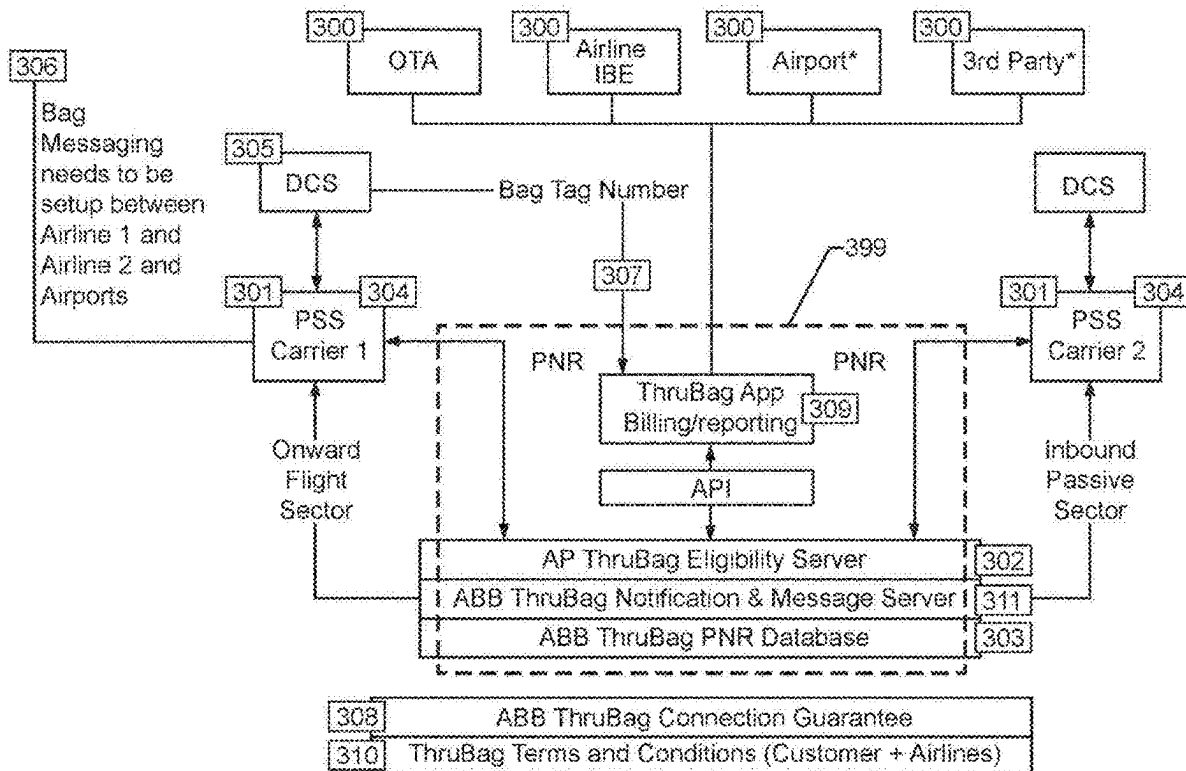 300
OTA
300
Airline
IBE
300
Airport*
300
3rd Party*
306
Bag
Messaging
needs to be
setup between
Airline 1 and
Airline 2 and
Airports
305
DCS
Bag Tag Number
DCS
307
399
301
304
PSS
Carrier 1
301
304
PSS
Carrier 2
PNR
PNR
ThruBag App
Billing/reporting
309
API
Onward
Flight
Sector
Inbound
Passive
Sector
AP ThruBag Eligibility Server
302
ABB ThruBag Notification & Message Server
311
ABB ThruBag PNR Database
303
308
ABB ThruBag Connection Guarantee
310
ThruBag Terms and Conditions (Customer + Airlines)